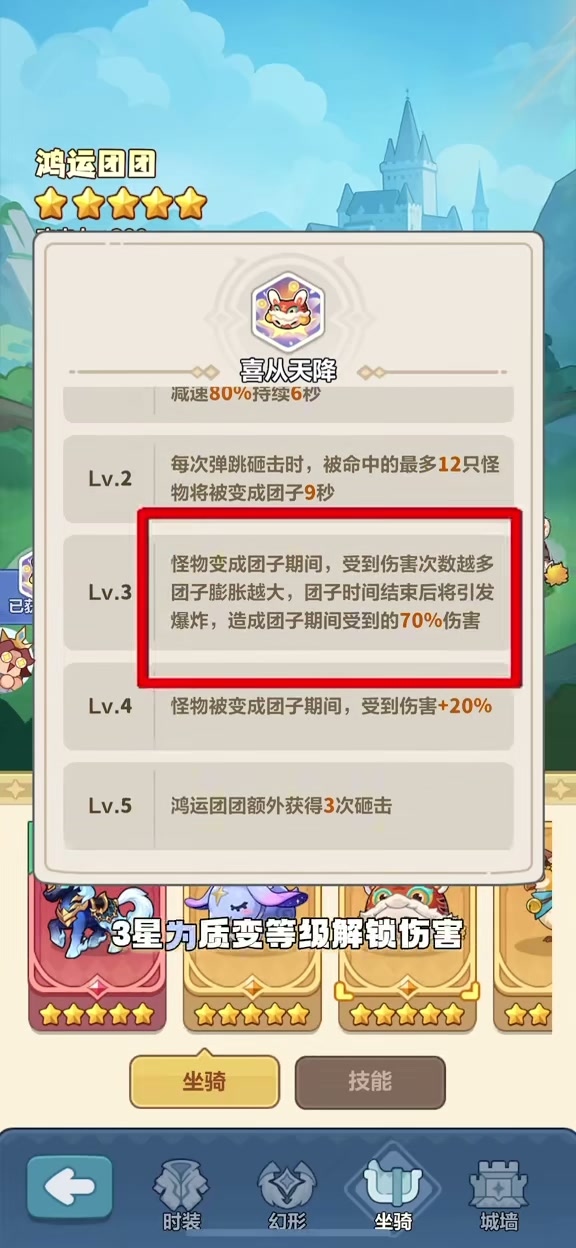 鸿运团团
喜从天降
减速80%持续6秒
Lv.2
每次弹跳砸击时，被命中的最多12只怪
物将被变成团子9秒
Lv.3
怪物变成团子期间，受到伤害次数越多
团子膨胀越大，团子时间结束后将引发
爆炸，造成团子期间受到的70%伤害
Lv.4
怪物被变成团子期间，受到伤害+20%
Lv.5
鸿运团团额外获得3次砸击
3星为质变等级解锁伤害
坐骑
技能
时装
幻形
坐骑
城墙